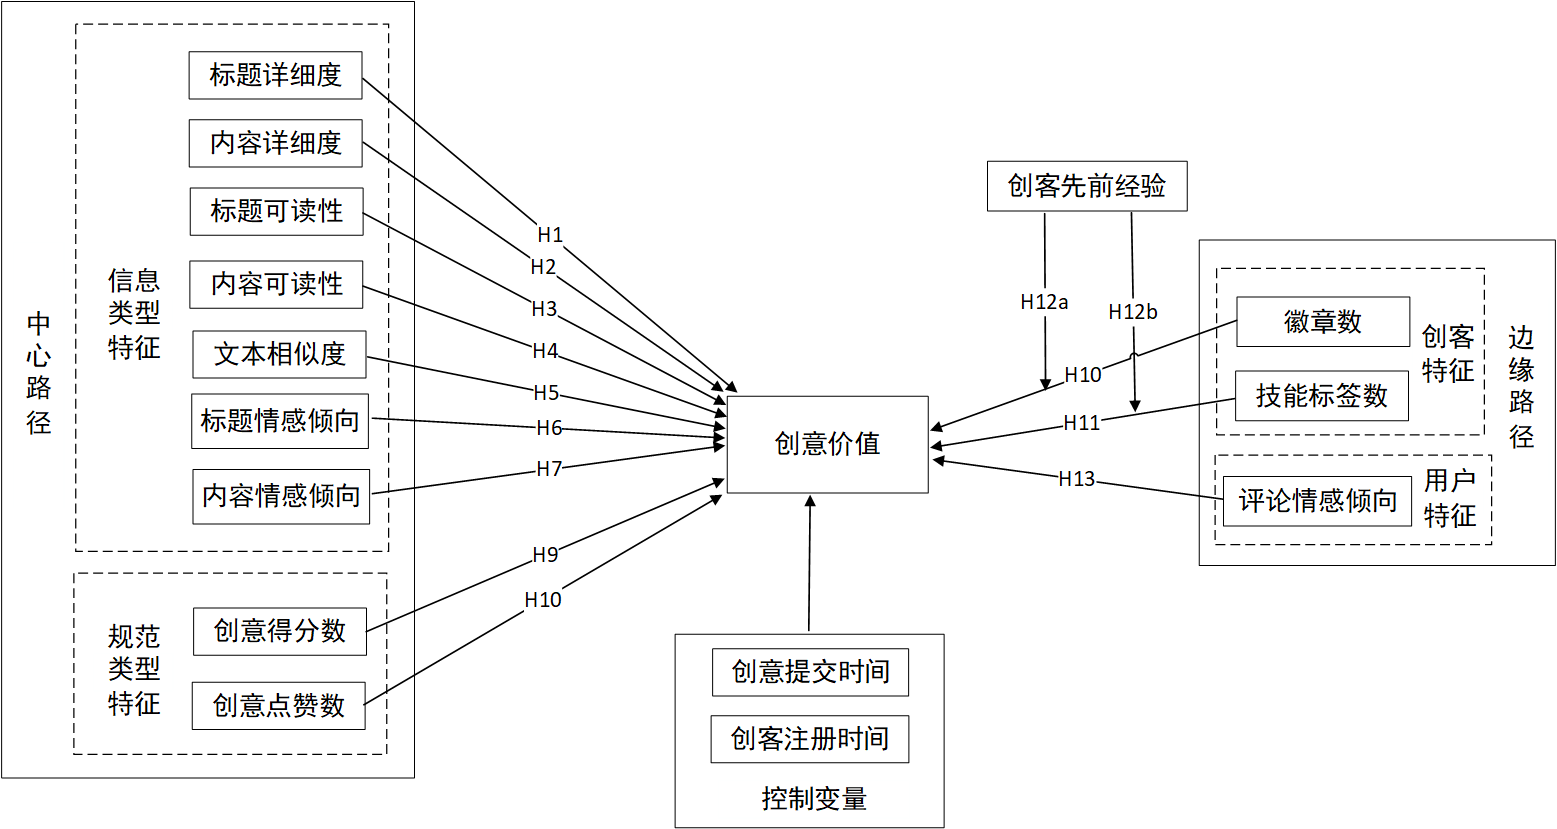 中
心
路
径
信息
类型
特征
标题详细度
内容详细度
标题可读性
内容可读性
文本相似度
标题情感倾向
内容情感倾向
规范
类型
特征
创意得分数
创意点赞数
H1
H2
H3
H4
H5
H6
H7
H9
H10
创意价值
创客先前经验
H12a
H12b
H10
H11
H13
徽章数
技能标签数
创客
特征
评论情感倾向
用户
特征
边
缘
路
径
创意提交时间
创客注册时间
控制变量